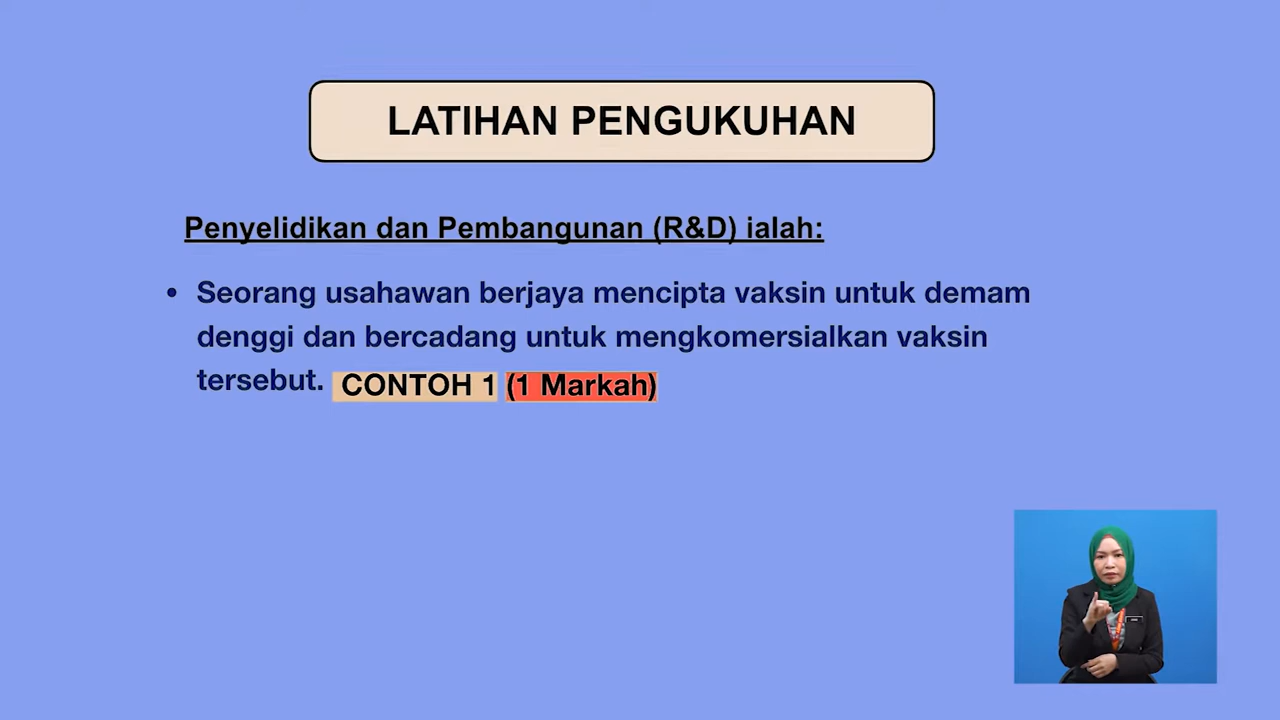 LATIHAN PENGUKUHAN
Penyelidikan dan Pembangunan (R&D) ialah:
• Seorang usahawan berjaya mencipta vaksin untuk demam
denggi dan bercadang untuk mengkomersialkan vaksin
tersebut. CONTOH 1 (1 Markah)